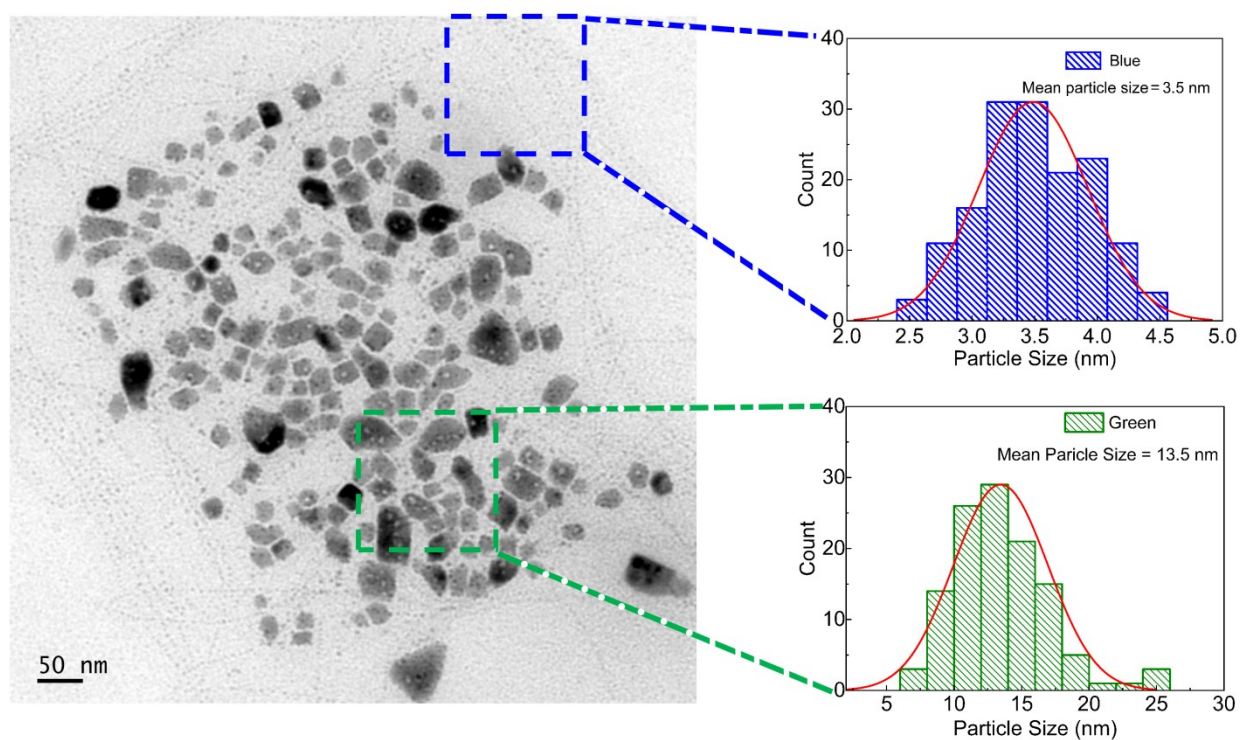 50 nm
40
30
20
10
0
Count
Blue
Mean particle size = 3.5 nm
2.0 2.5 3.0 3.5 4.0 4.5 5.0
Particle Size (nm)
40
30
20
10
0
Count
Green
Mean Paricle Size = 13.5 nm
5 10 15 20 25 30
Particle Size (nm)